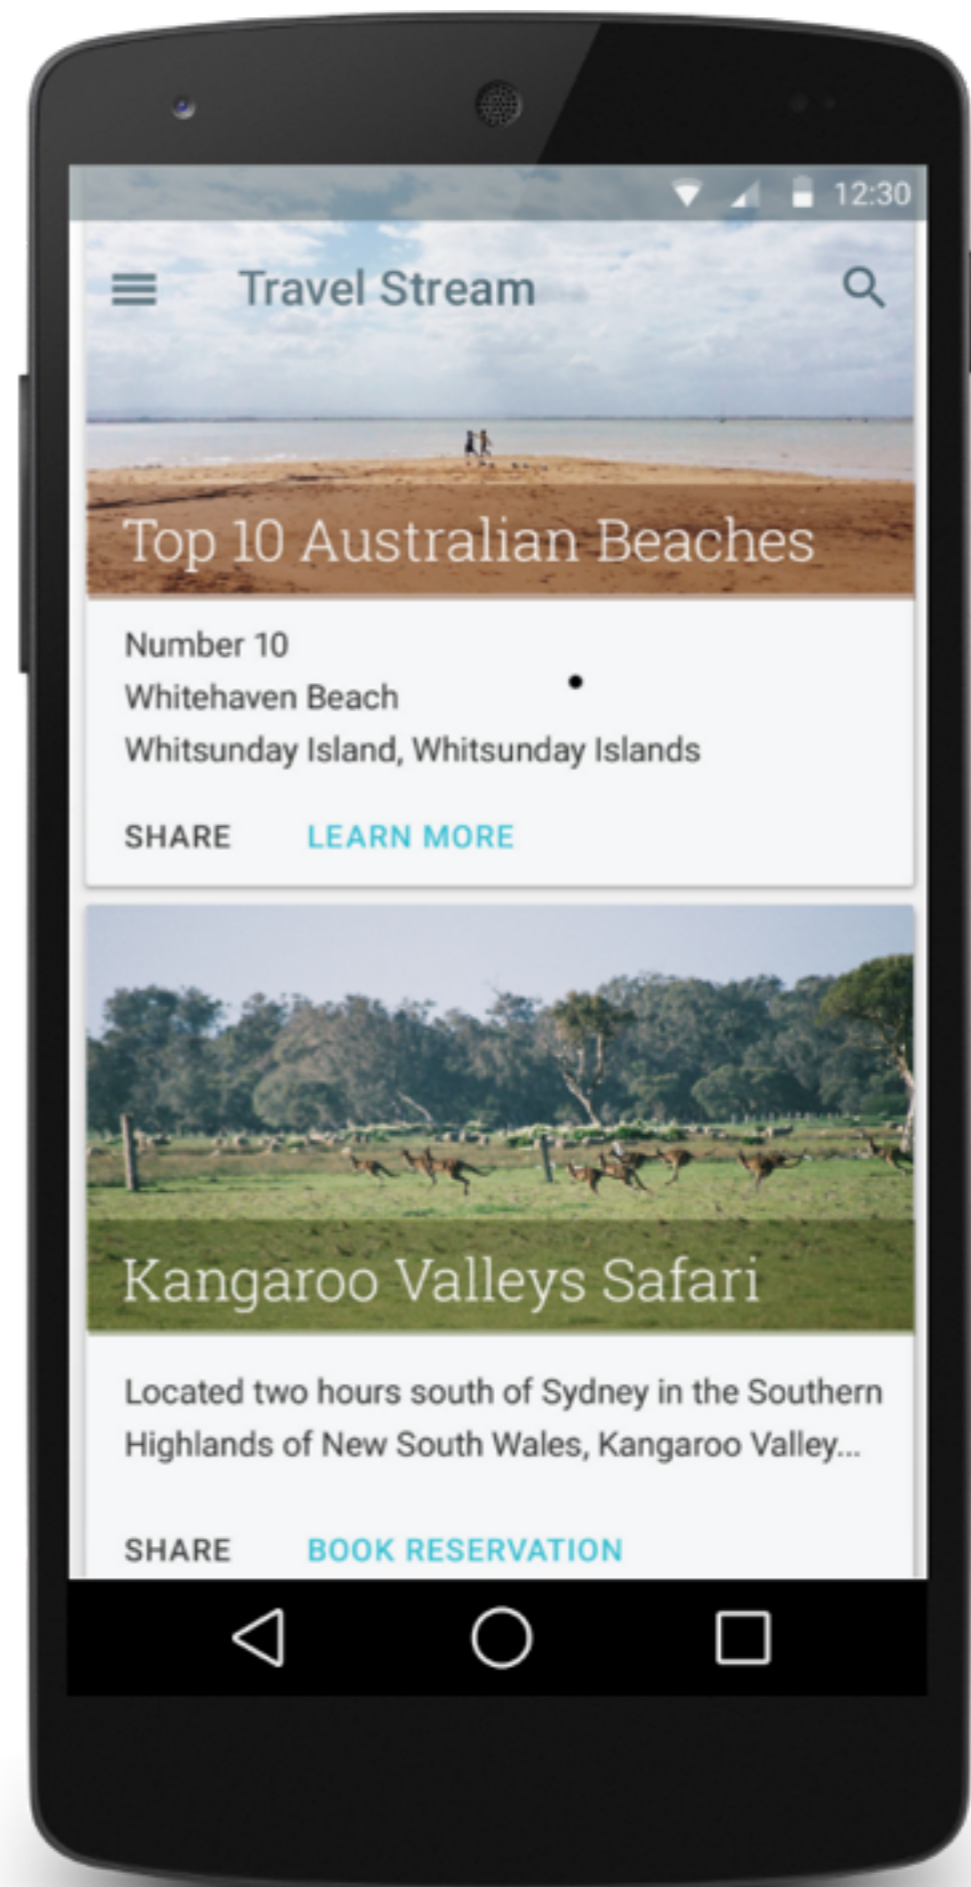 12:30
Travel Stream
Top 10 Australian Beaches
Number 10
Whitehaven Beach
Whitsunday Island, Whitsunday Islands
SHARE LEARN MORE
Kangaroo Valleys Safari
Located two hours south of Sydney in the Southern
Highlands of New South Wales, Kangaroo Valley...
SHARE BOOK RESERVATION